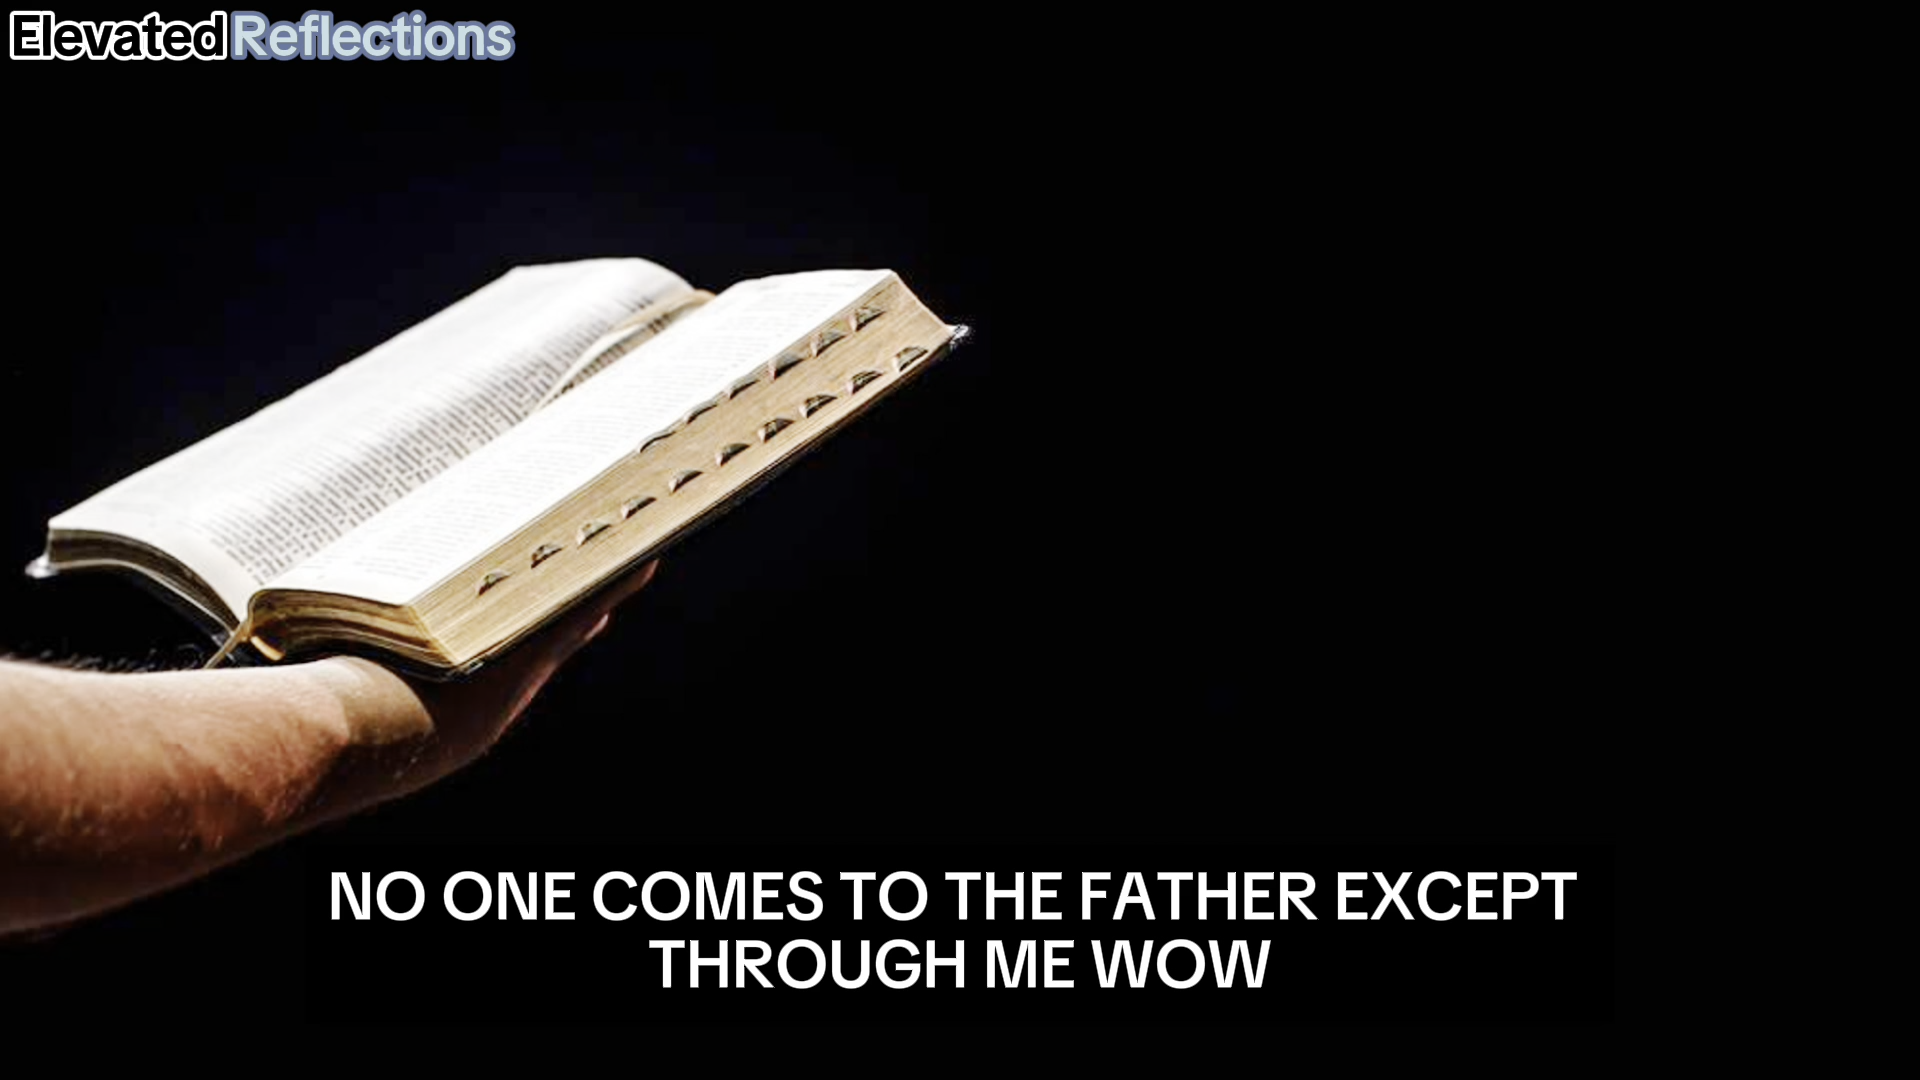 ElevatedReflections
NO ONE COMES TO THE FATHER EXCEPT
THROUGH ME WOW